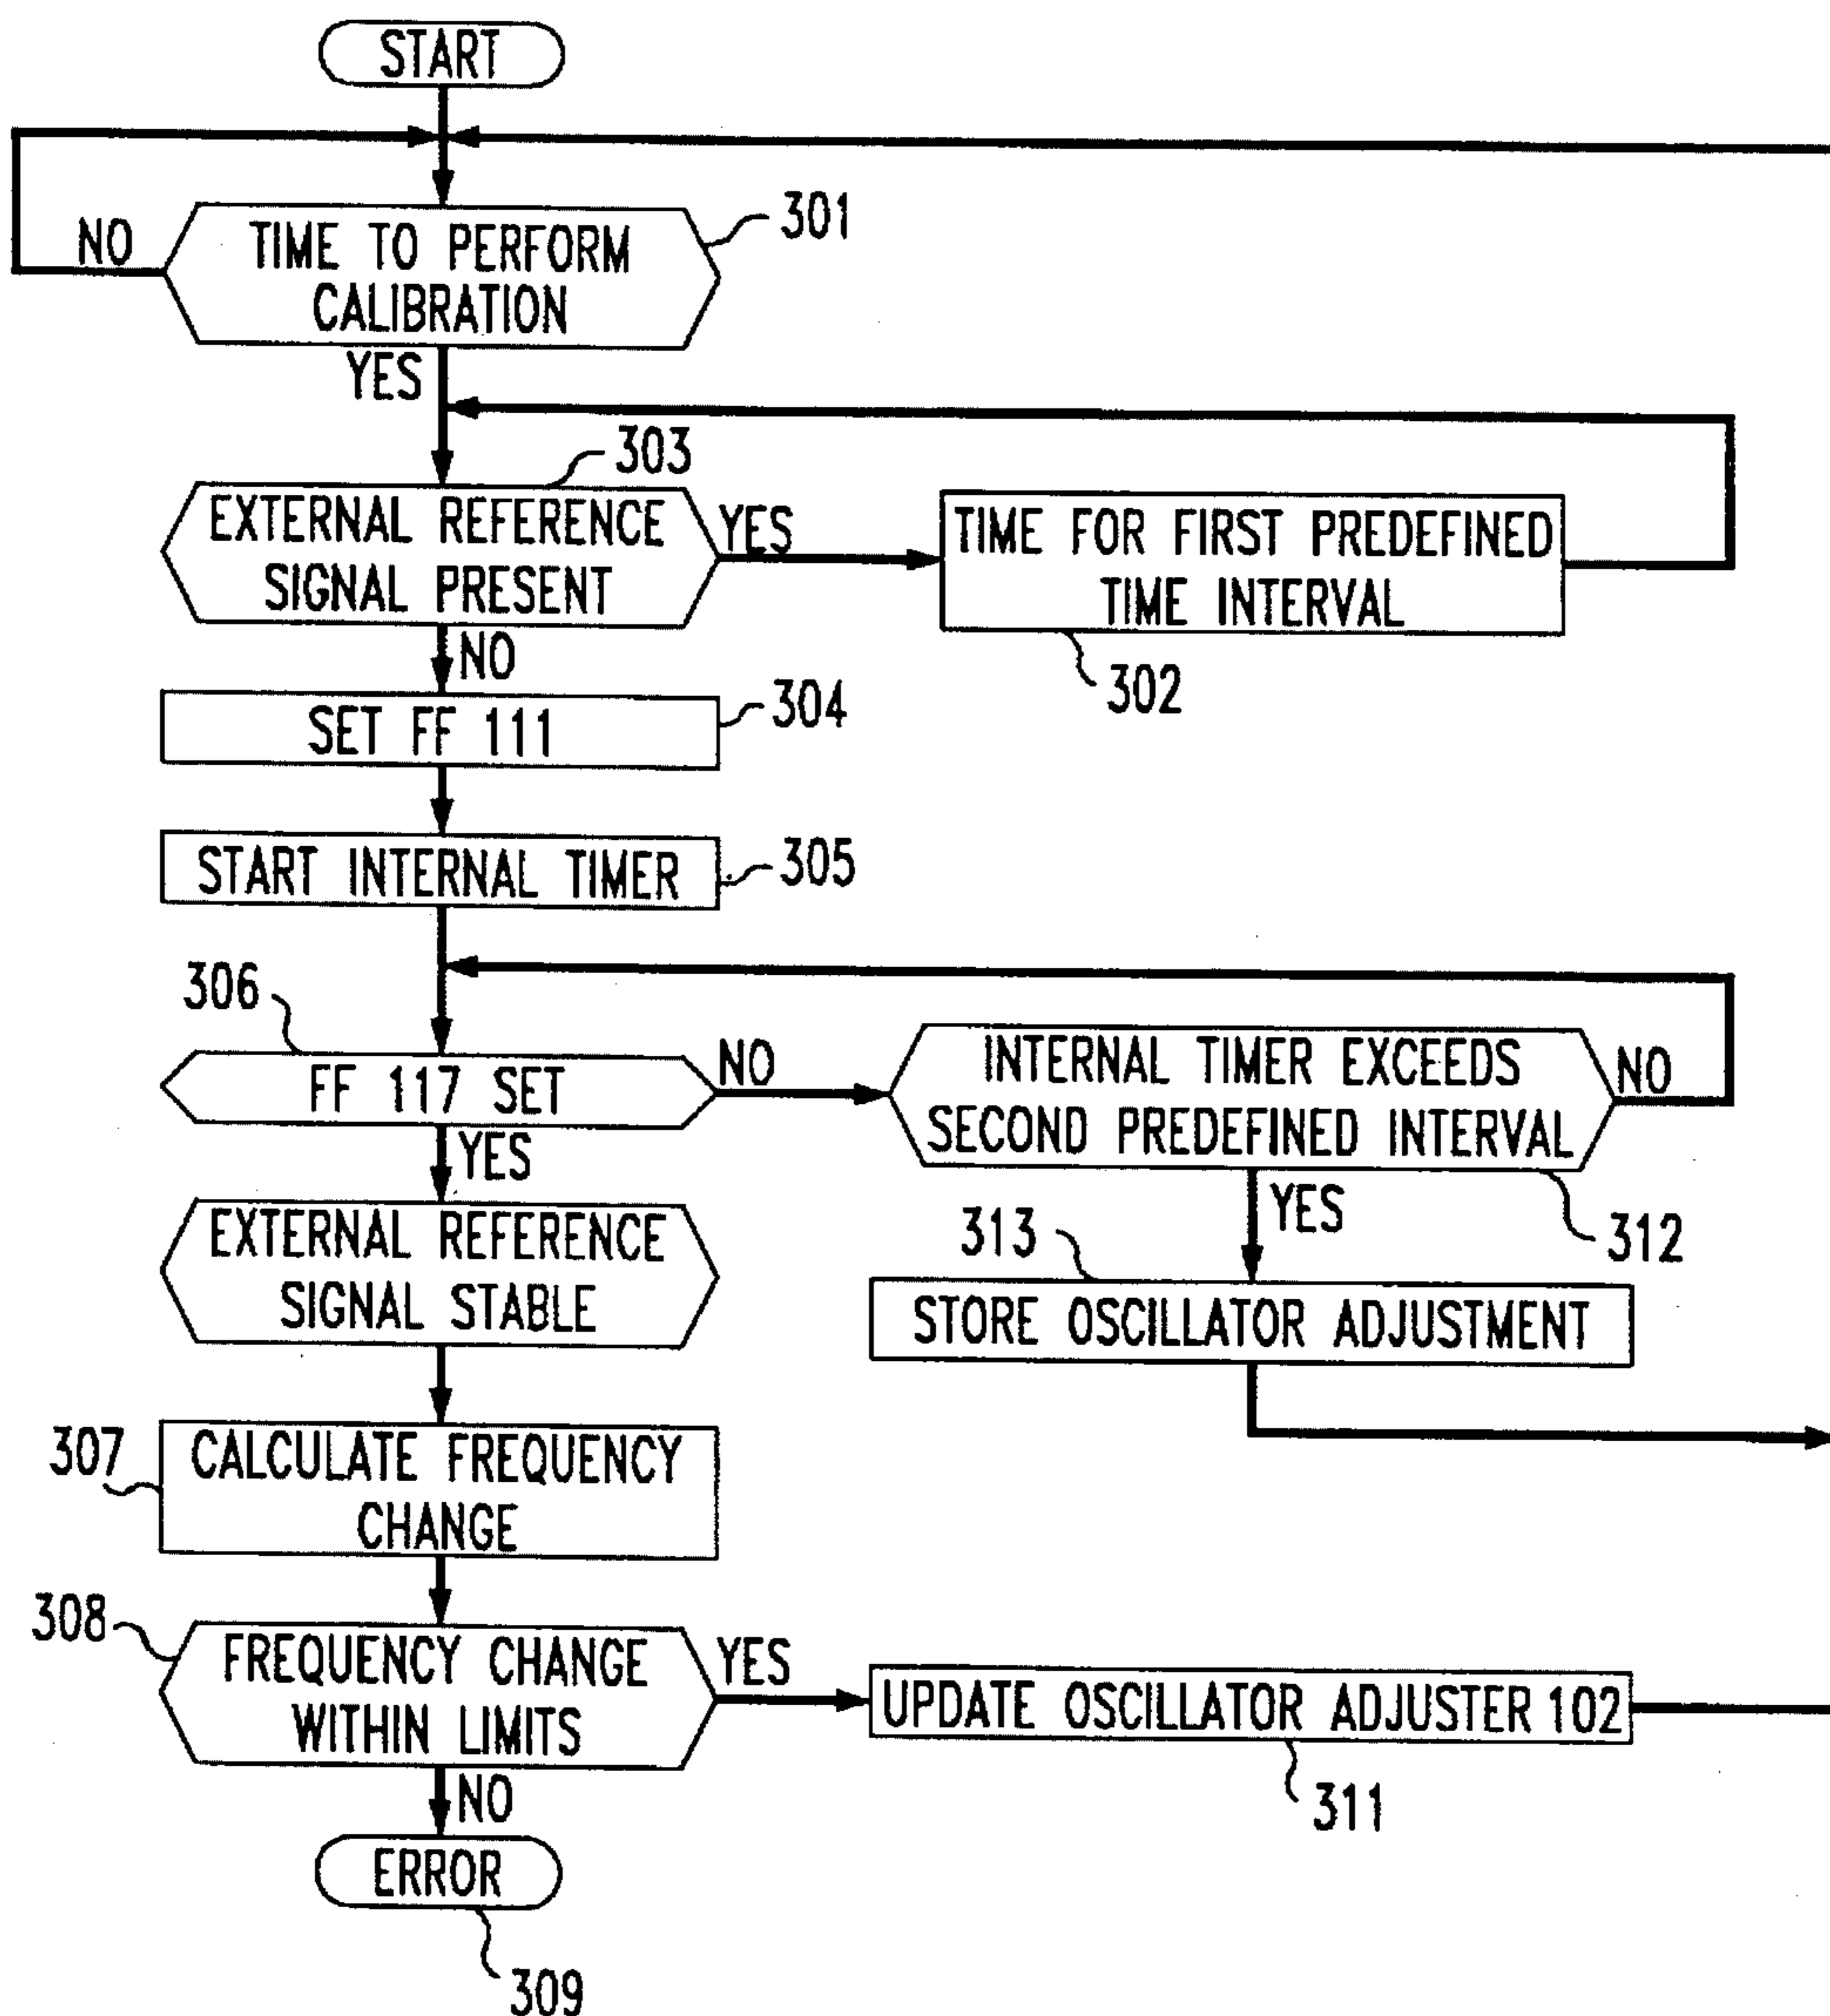 START
NO
TIME TO PERFORM
CALIBRATION
301
YES
303
EXTERNAL REFERENCE
SIGNAL PRESENT
YES
TIME FOR FIRST PREDEFINED
TIME INTERVAL
302
NO
SET FF 111
304
START INTERNAL TIMER
305
306
FF 117 SET
NO
INTERNAL TIMER EXCEEDS
SECOND PREDEFINED INTERVAL
NO
312
YES
YES
313
STORE OSCILLATOR ADJUSTMENT
EXTERNAL REFERENCE
SIGNAL STABLE
307
CALCULATE FREQUENCY
CHANGE
308
FREQUENCY CHANGE
WITHIN LIMITS
YES
UPDATE OSCILLATOR ADJUSTER 102
311
NO
ERROR
309